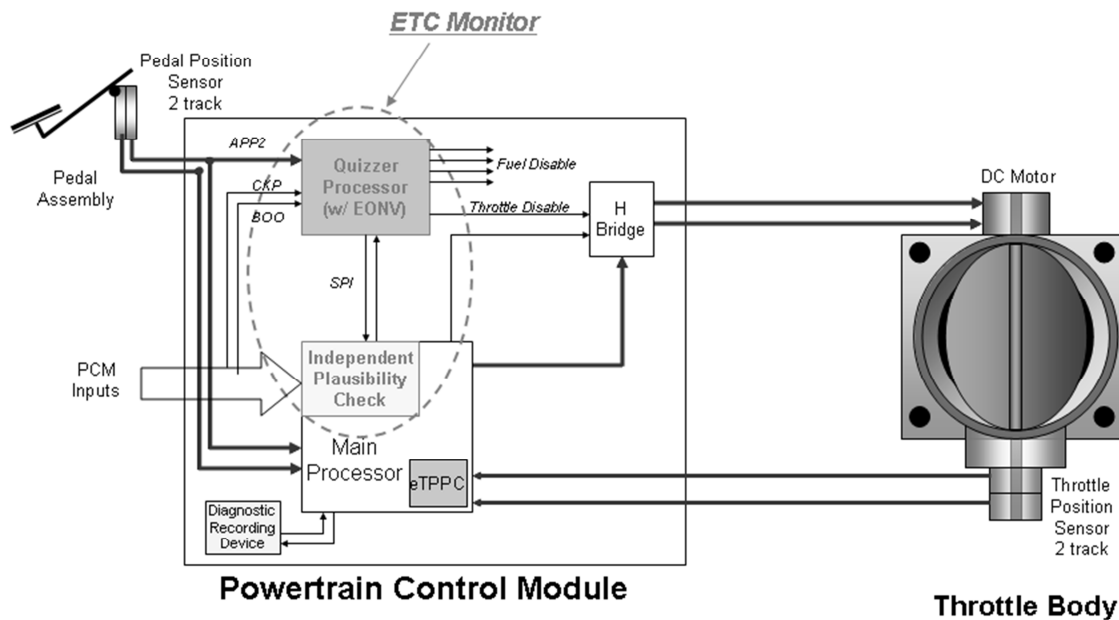 ETC Monitor
Pedal Position
Sensor
2 track
Pedal
Assembly
APP2
CKP
BOO
Quizzer
Processor
(w/ EONV)
Fuel Disable
Throttle Disable
H
Bridge
DC Motor
SPI
PCM
Inputs
Independent
Plausibility
Check
Main
Processor
eTPPC
Diagnostic
Recording
Device
Throttle
Position
Sensor
2 track
Powertrain Control Module
Throttle Body